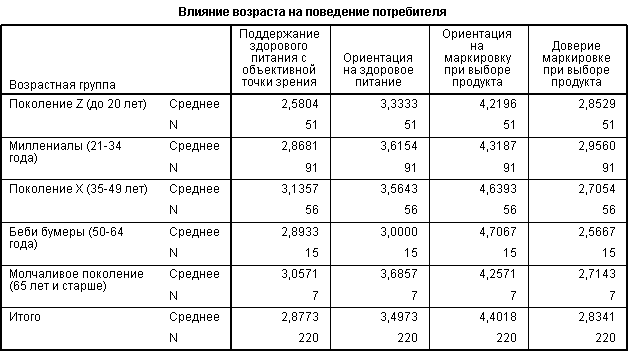 Влияние возраста на поведение потребителя
Возрастная группа
Поддержание
здорового
питания с
объективной
точки зрения
Ориентация
на здоровое
питание
Ориентация
на
маркировку
при выборе
продукта
Доверие
маркировке
при выборе
продукта
Поколение Z (до 20 лет) Среднее 2,5804 3,3333 4,2196 2,8529
N 51 51 51 51
Миллениалы (21-34
года) Среднее 2,8681 3,6154 4,3187 2,9560
N 91 91 91 91
Поколение X (35-49 лет) Среднее 3,1357 3,5643 4,6393 2,7054
N 56 56 56 56
Беби бумеры (50-64
года) Среднее 2,8933 3,0000 4,7067 2,5667
N 15 15 15 15
Молчаливое поколение
(65 лет и старше) Среднее 3,0571 3,6857 4,2571 2,7143
N 7 7 7 7
Итого Среднее 2,8773 3,4973 4,4018 2,8341
N 220 220 220 220